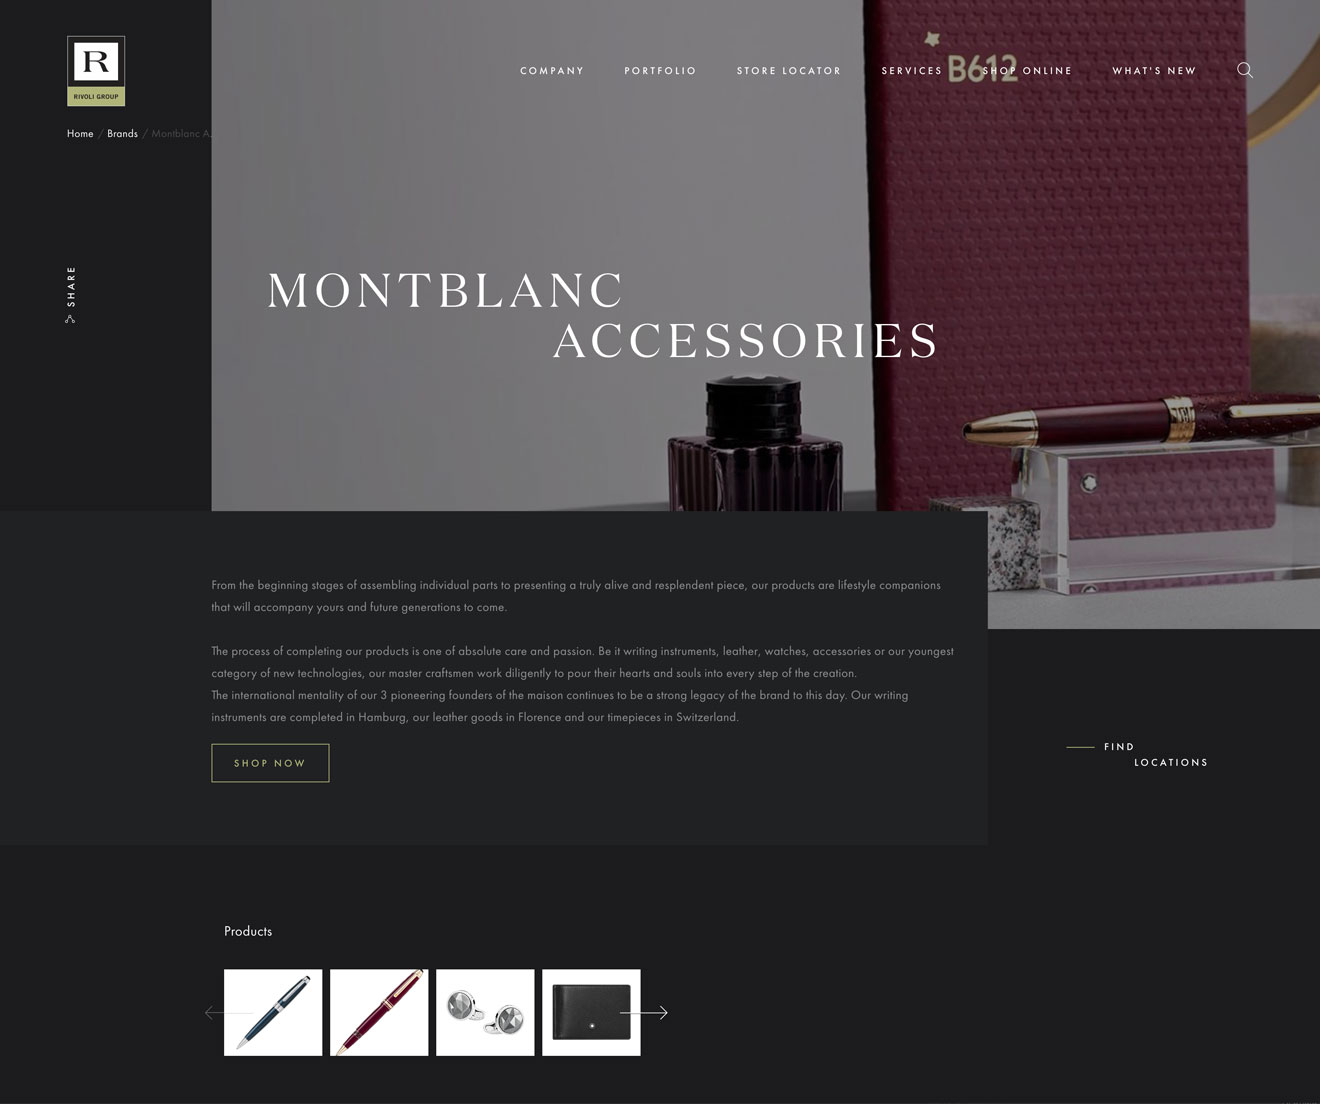 R
RIVOLI GROUP
COMPANY PORTFOLIO STORE LOCATOR SERVICES SHOP ONLINE WHAT'S NEW
B612
Home / Brands / Montblanc A.
SHARE
MONTBLANC
ACCESSORIES
From the beginning stages of assembling individual parts to presenting a truly alive and resplendent piece, our products are lifestyle companions
that will accompany yours and future generations to come.
The process of completing our products is one of absolute care and passion. Be it writing instruments, leather, watches, accessories or our youngest
category of new technologies, our master craftsmen work diligently to pour their hearts and souls into every step of the creation.
The international mentality of our 3 pioneering founders of the maison continues to be a strong legacy of the brand to this day. Our writing
instruments are completed in Hamburg, our leather goods in Florence and our timepieces in Switzerland.
SHOP NOW
FIND
LOCATIONS
Products